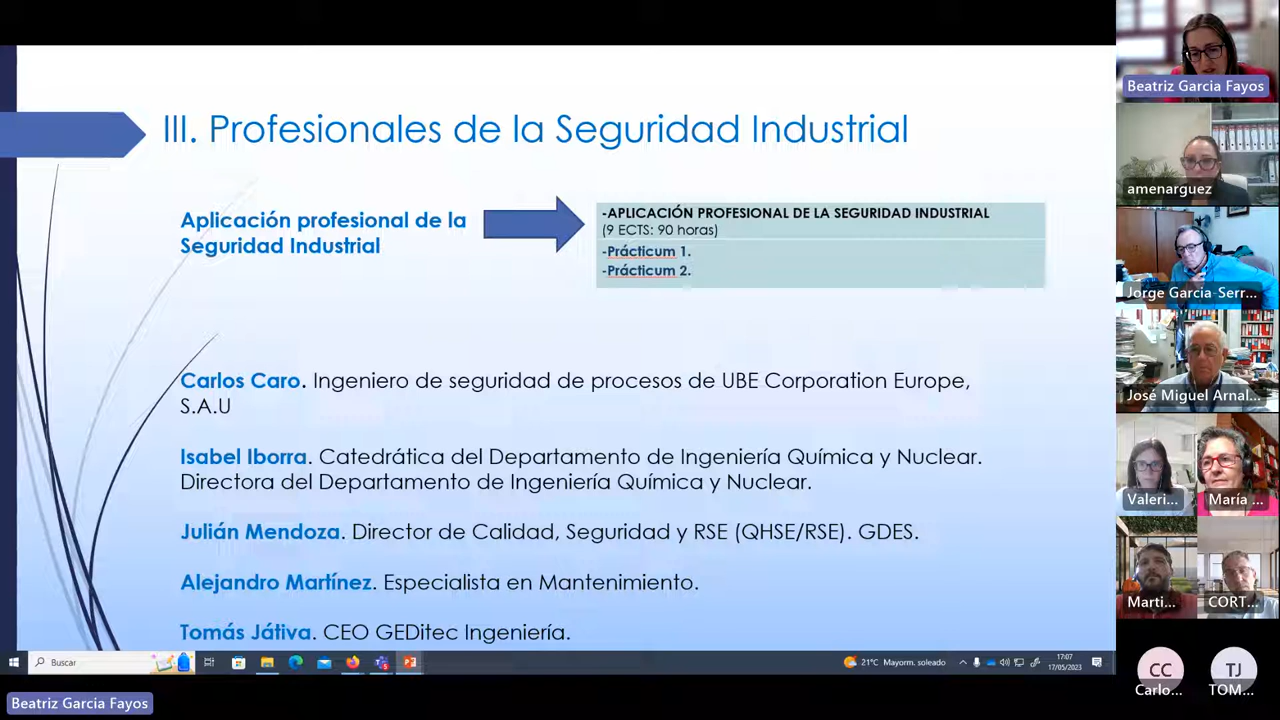 III. Profesionales de la Seguridad Industrial
Aplicación profesional de la
Seguridad Industrial
-APLICACIÓN PROFESIONAL DE LA SEGURIDAD INDUSTRIAL
(9 ECTS: 90 horas)
-Prácticum 1.
-Prácticum 2.
Carlos Caro. Ingeniero de seguridad de procesos de UBE Corporation Europe,
S.A.U
Isabel Iborra. Catedrática del Departamento de Ingeniería Química y Nuclear.
Directora del Departamento de Ingeniería Química y Nuclear.
Julián Mendoza. Director de Calidad, Seguridad y RSE (QHSE/RSE). GDES.
Alejandro Martínez. Especialista en Mantenimiento.
Tomás Játiva. CEO GEDitec Ingeniería.
Buscar
21°C Mayorm. soleado
17:07
17/05/2023
Beatriz Garcia Fayos
Beatriz Garcia Fayos
amenarguez
Jorge Garcia-Serr...
José Miguel Arnal...
Valeri...
María ...
Marti...
CORT...
CC
Carlo...
TJ
TOM...